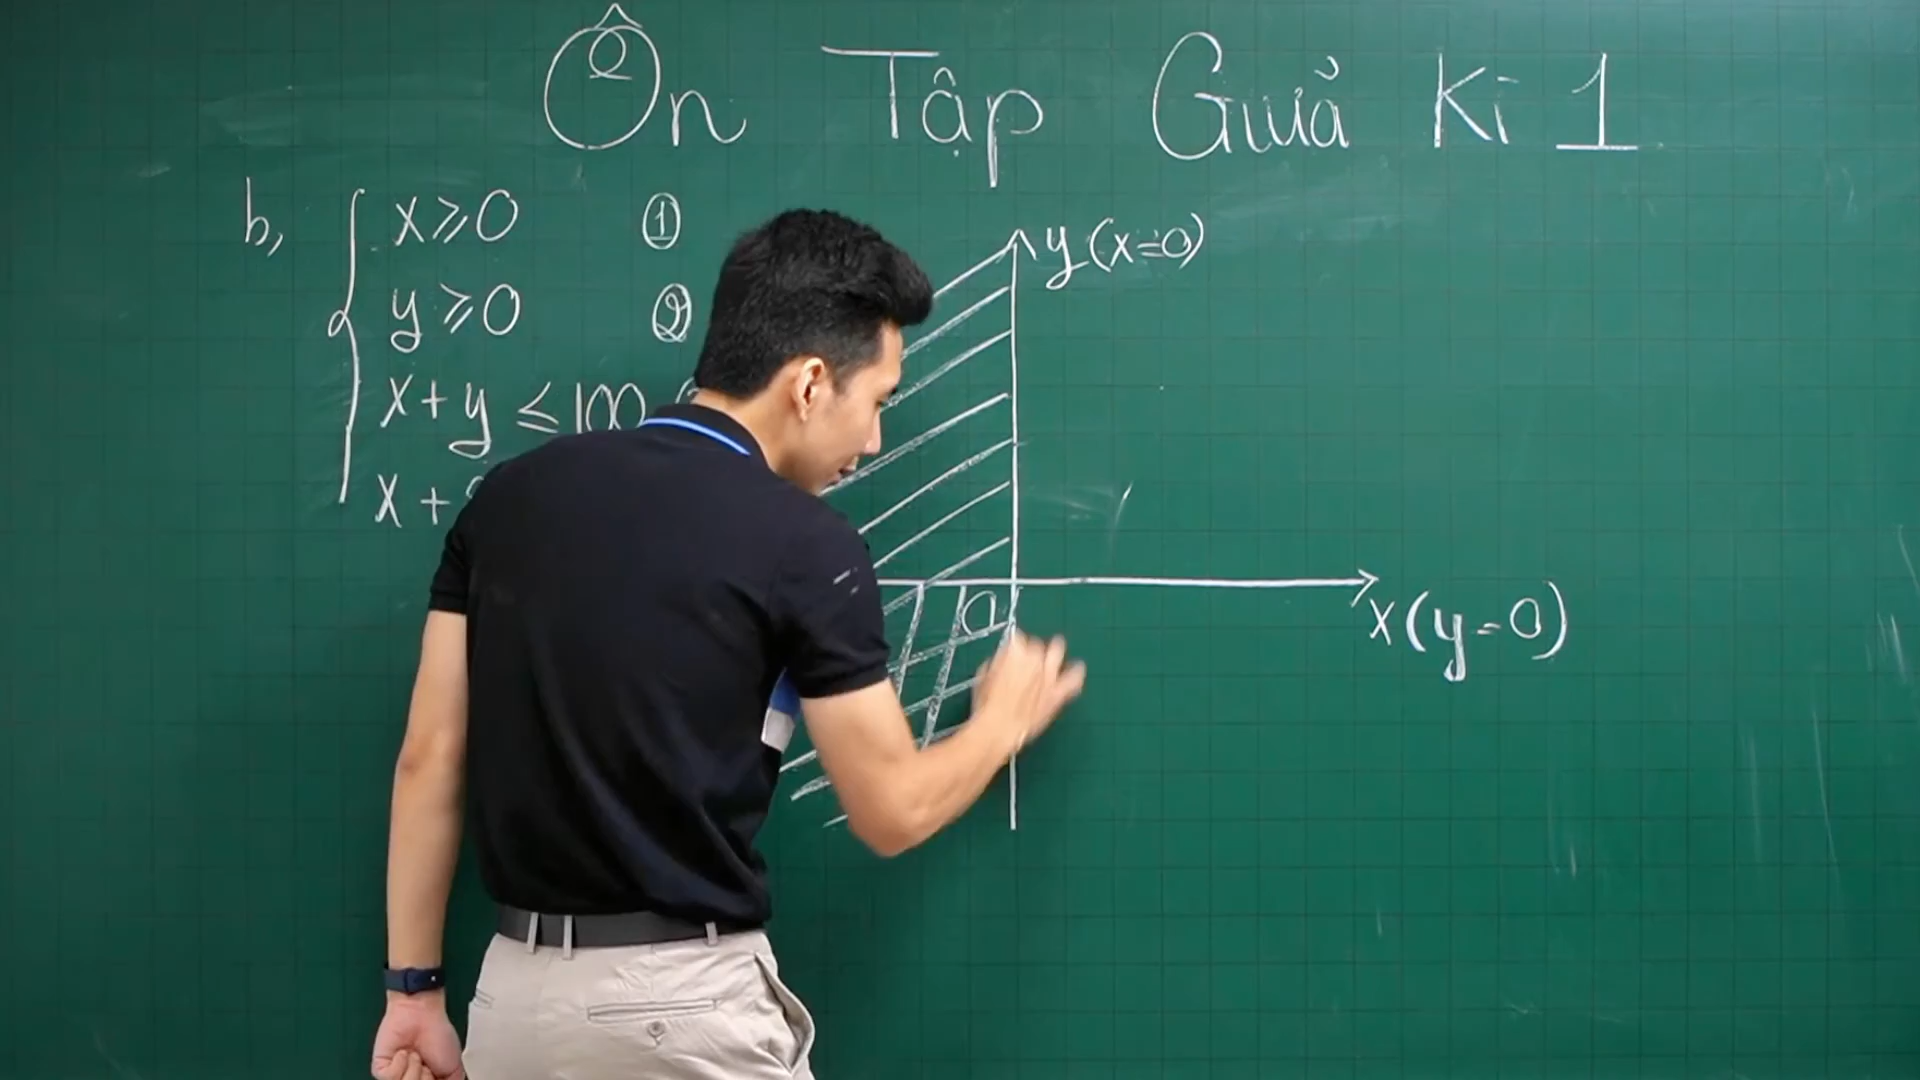 Ôn Tập Giữa Kì 1
b, x ≥ 0 ①
y ≥ 0 ②
x + y ≤ 100
x +
y (x=0)
O
x (y=0)